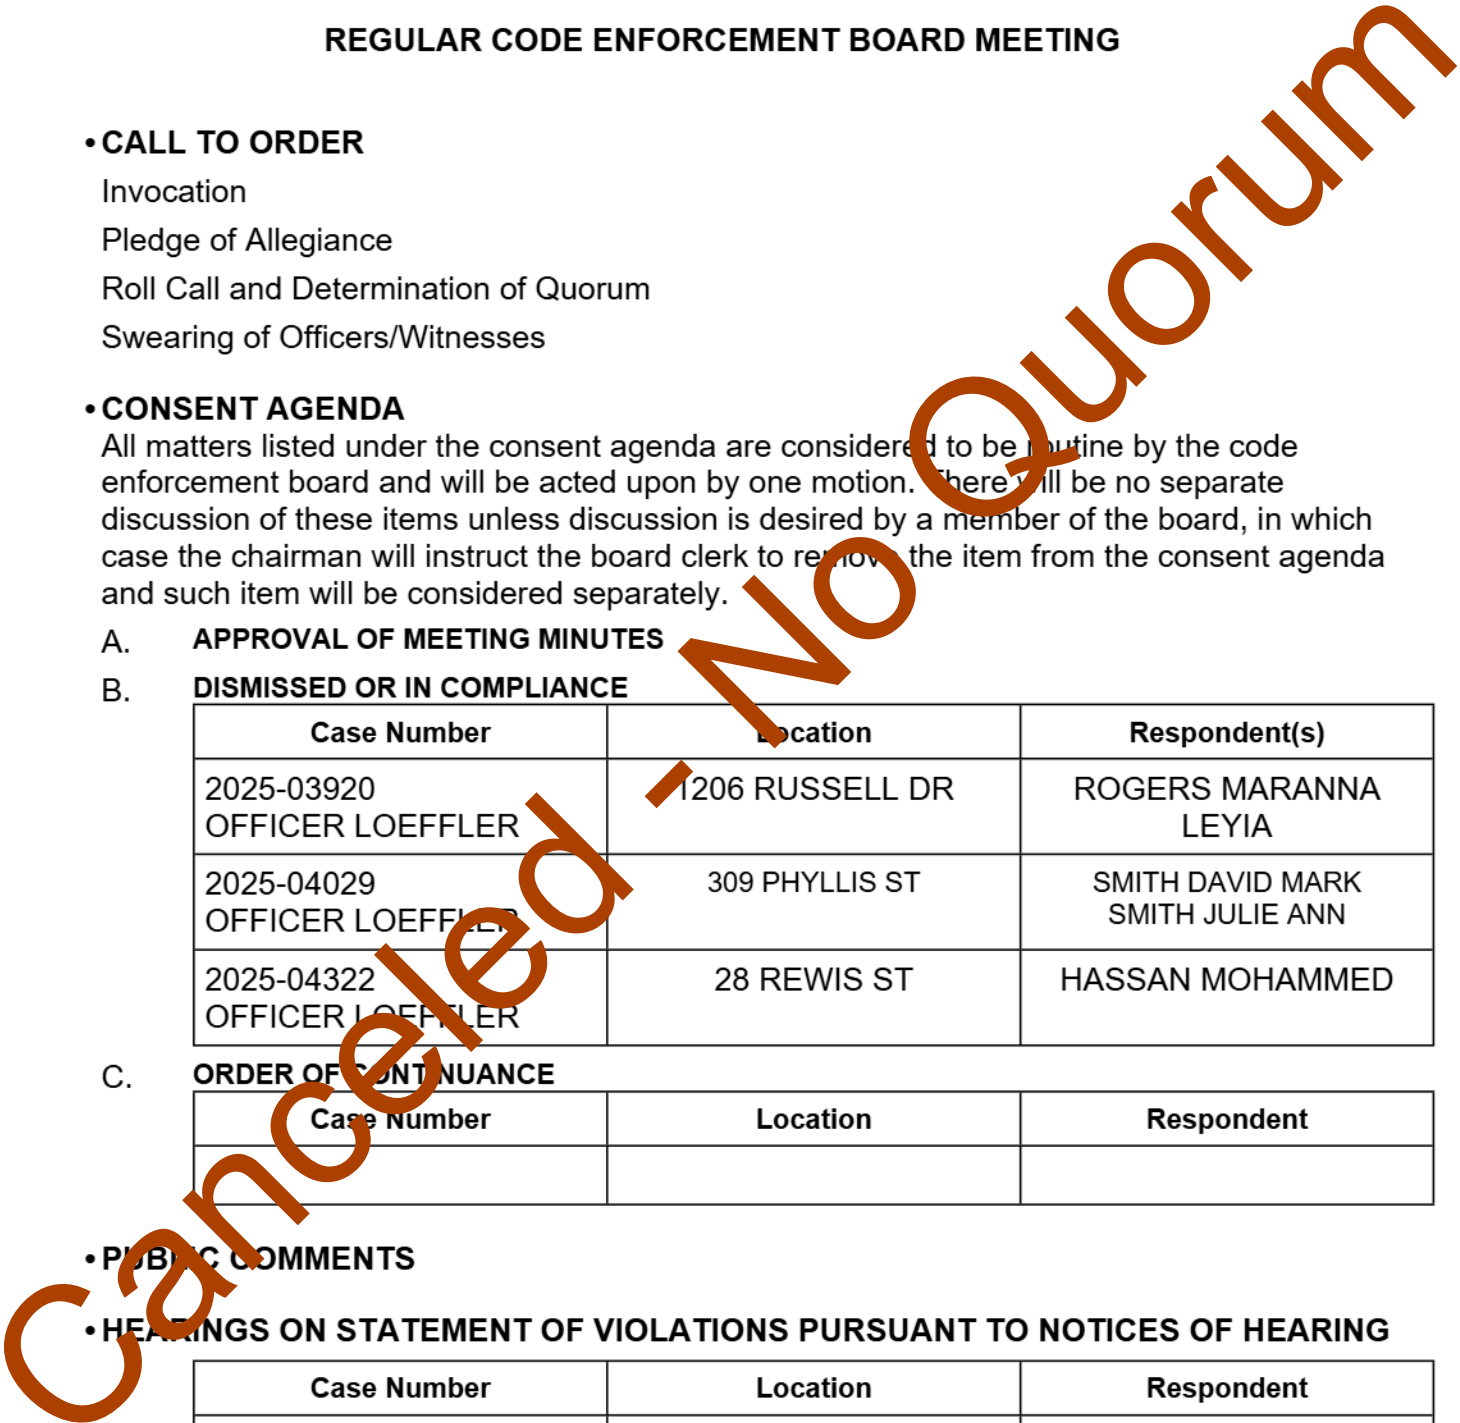 REGULAR CODE ENFORCEMENT BOARD MEETING
• CALL TO ORDER
Invocation
Pledge of Allegiance
Roll Call and Determination of Quorum
Swearing of Officers/Witnesses
• CONSENT AGENDA
All matters listed under the consent agenda are considered to be routine by the code
enforcement board and will be acted upon by one motion. There will be no separate
discussion of these items unless discussion is desired by a member of the board, in which
case the chairman will instruct the board clerk to remove the item from the consent agenda
and such item will be considered separately.
A. APPROVAL OF MEETING MINUTES
B. DISMISSED OR IN COMPLIANCE
Case Number Location Respondent(s)
2025-03920 1206 RUSSELL DR ROGERS MARANNA
OFFICER LOEFFLER LEYIA
2025-04029 309 PHYLLIS ST SMITH DAVID MARK
OFFICER LOEFFLER SMITH JULIE ANN
2025-04322 28 REWIS ST HASSAN MOHAMMED
OFFICER LOEFFLER
C. ORDER OF CONTINUANCE
Case Number Location Respondent
• PUBLIC COMMENTS
• HEARINGS ON STATEMENT OF VIOLATIONS PURSUANT TO NOTICES OF HEARING
Case Number Location Respondent
Canceled - No Quorum